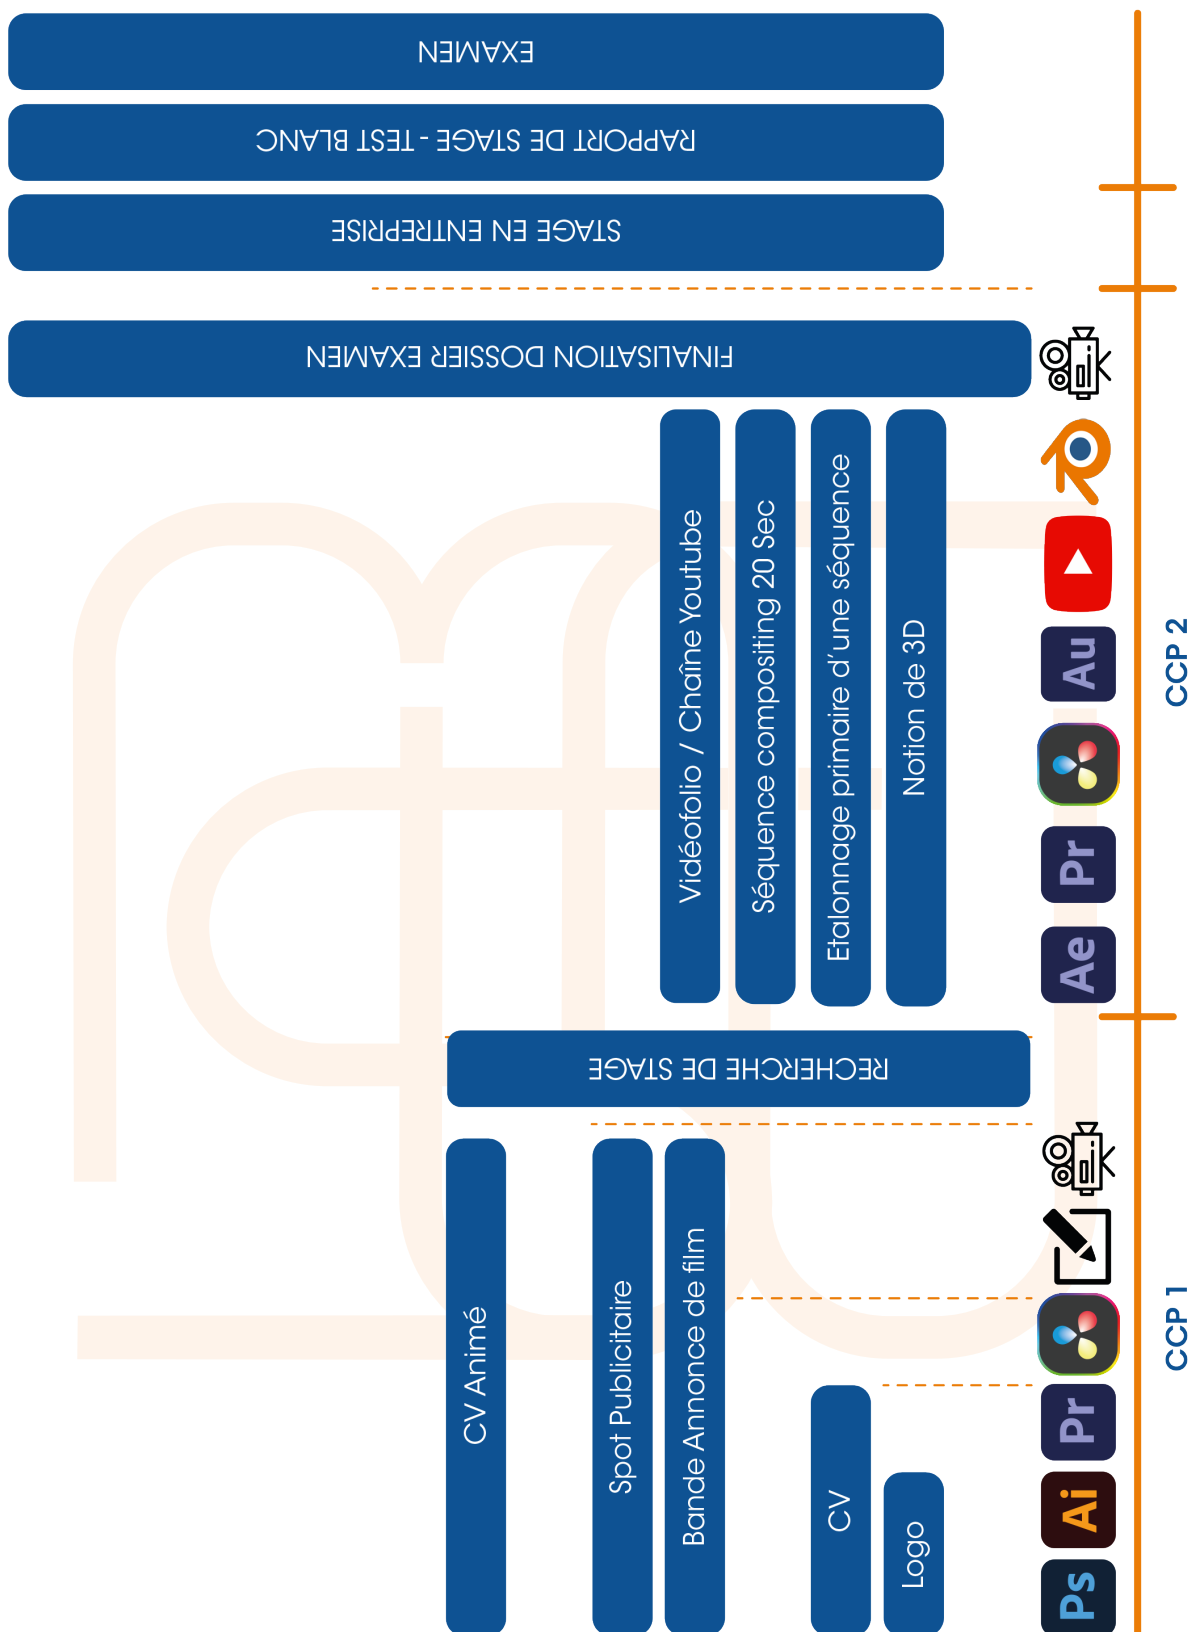 EXAMEN
RAPPORT DE STAGE - TEST BLANC
STAGE EN ENTREPRISE
FINALISATION DOSSIER EXAMEN
Vidéofolio / Chaîne Youtube
Séquence compositing 20 Sec
Etalonnage primaire d'une séquence
Notion de 3D
Au
Pr
Ae
CCP 2
RECHERCHE DE STAGE
CV Animé
Spot Publicitaire
Bande Annonce de film
CV
Logo
Pr
Ai
Ps
CCP 1